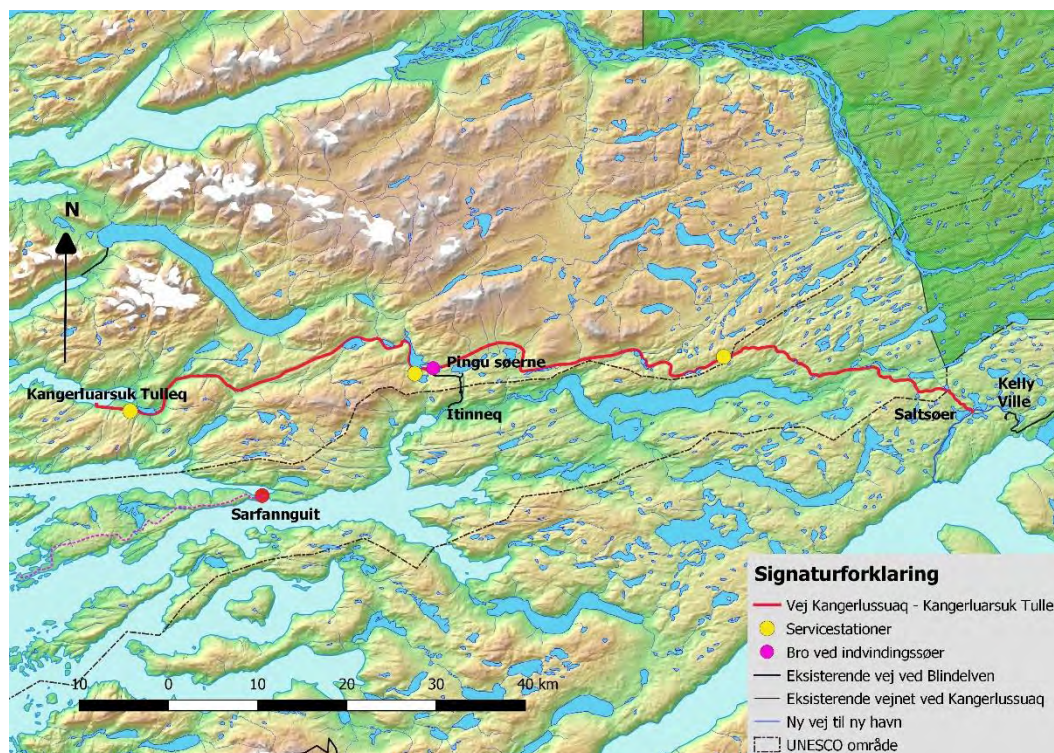 N
Pingu søerne
Kangerluarsuk Tulleq
Itinneq
Kelly
Ville
Saltsøer
Sarfannguit
10 0 10 20 30 40 km
Signaturforklaring
Vej Kangerlussuaq - Kangerluarsuk Tulle
Servicestationer
Bro ved indvindingssøer
Eksisterende vej ved Blindelven
Eksisterende vejnet ved Kangerlussuaq
Ny vej til ny havn
UNESCO område